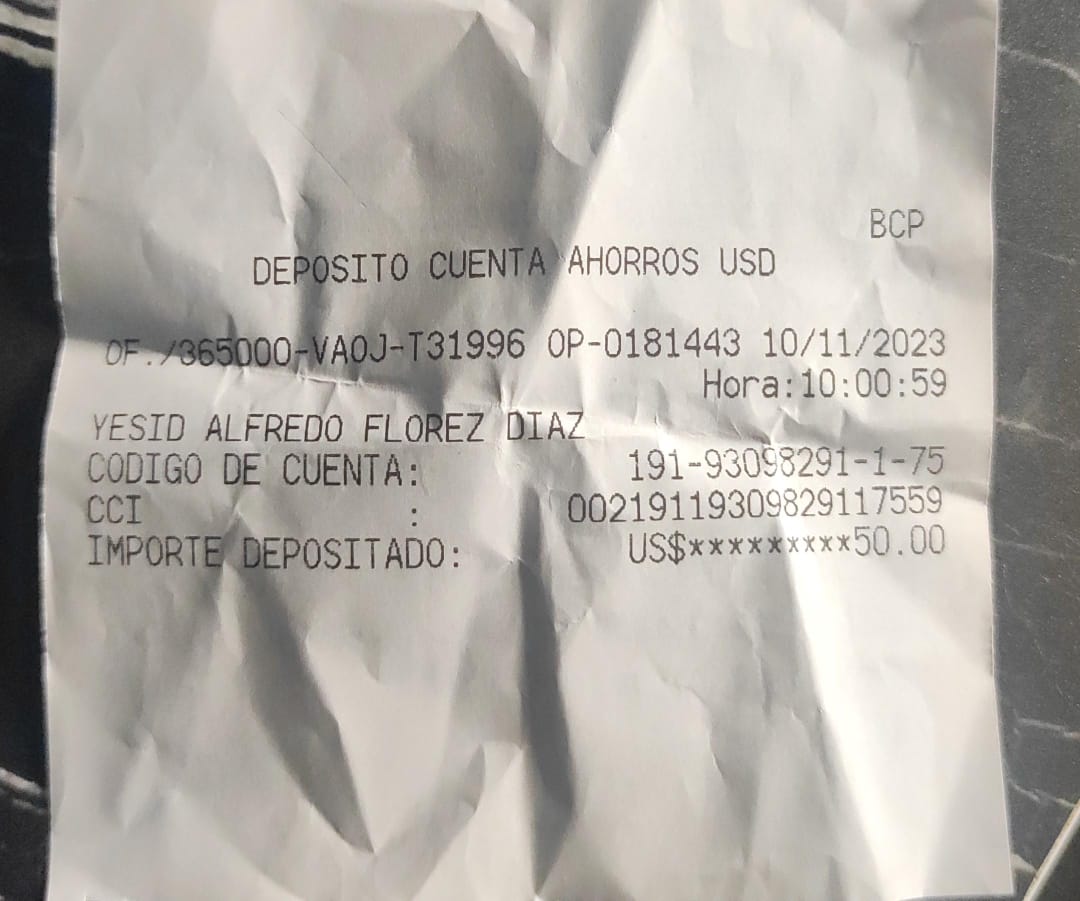 BCP
DEPOSITO CUENTA AHORROS USD
OF./365000-VA0J-T31996 OP-0181443 10/11/2023
Hora:10:00:59
YESID ALFREDO FLOREZ DIAZ
CODIGO DE CUENTA: 191-93098291-1-75
CCI : 00219119309829117559
IMPORTE DEPOSITADO: US$*********50.00